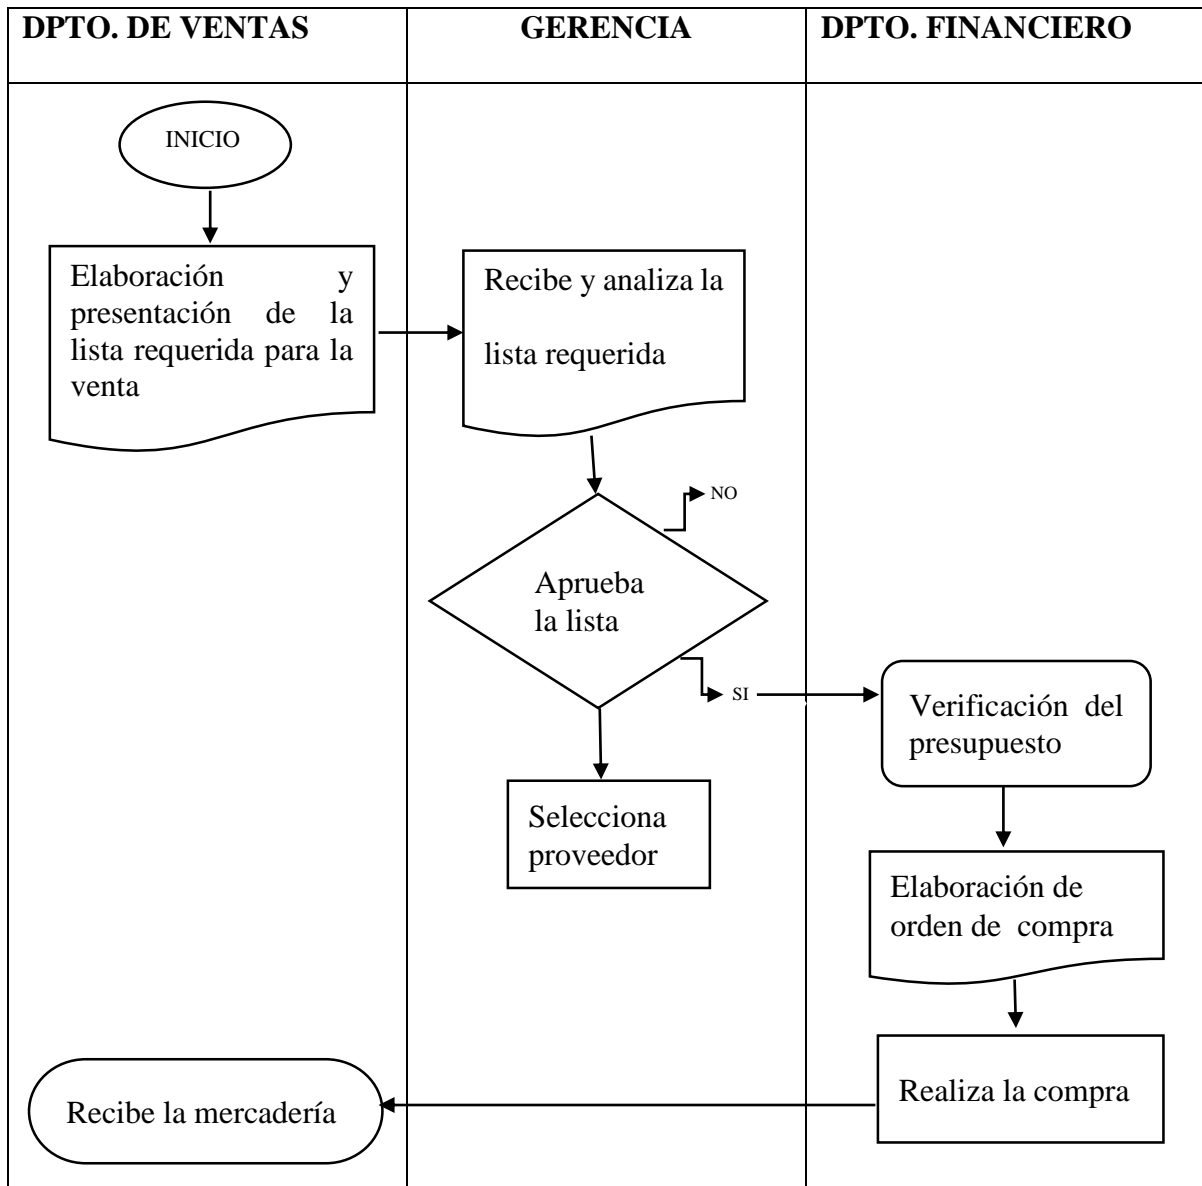 DPTO. DE VENTAS
GERENCIA
DPTO. FINANCIERO
INICIO
Elaboración y
presentación de la
lista requerida para la
venta
Recibe y analiza la
lista requerida
NO
Aprueba
la lista
SI
Verificación del
presupuesto
Selecciona
proveedor
Elaboración de
orden de compra
Realiza la compra
Recibe la mercadería